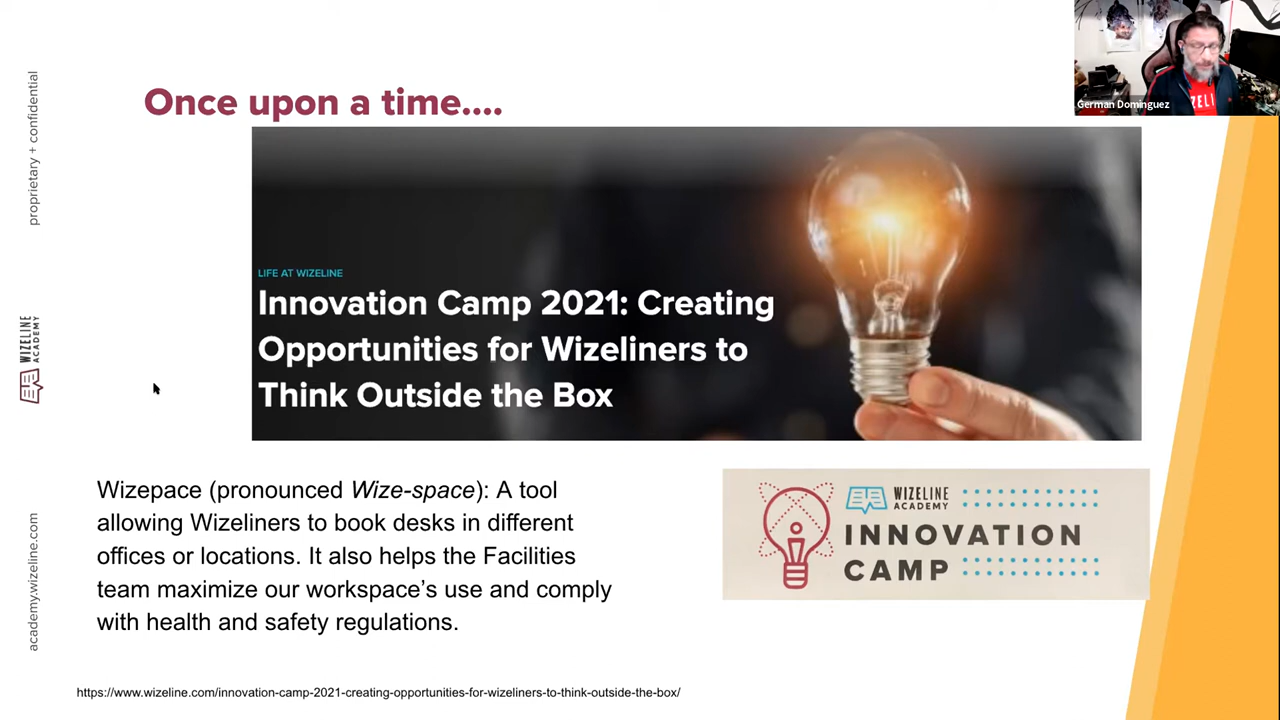 Once upon a time....
German Dominguez
ZELI
LIFE AT WIZELINE
Innovation Camp 2021: Creating
Opportunities for Wizeliners to
Think Outside the Box
Wizepace (pronounced Wize-space): A tool
allowing Wizeliners to book desks in different
offices or locations. It also helps the Facilities
team maximize our workspace’s use and comply
with health and safety regulations.
WIZELINE
ACADEMY
INNOVATION
CAMP
https://www.wizeline.com/innovation-camp-2021-creating-opportunities-for-wizeliners-to-think-outside-the-box/
proprietary + confidential
WIZELINE
ACADEMY
academy.wizeline.com